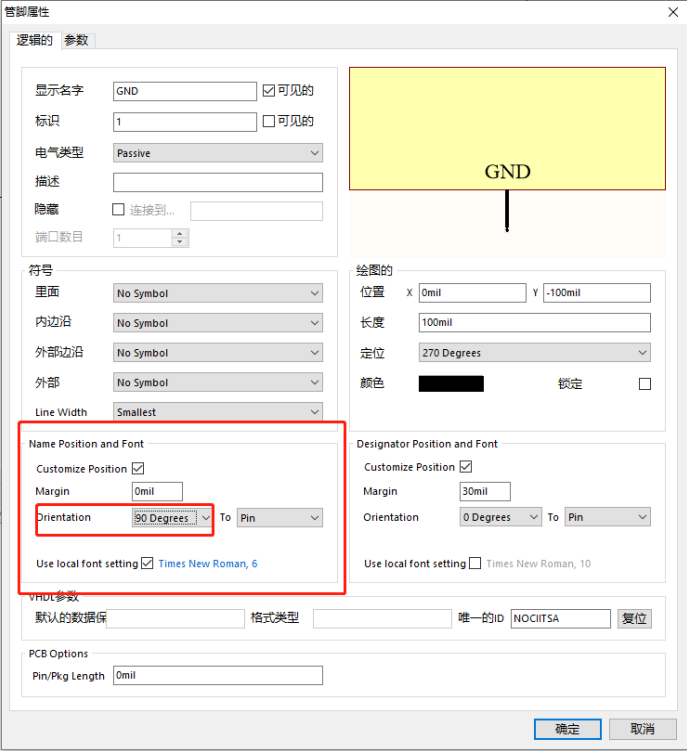 管脚属性
逻辑的 参数
显示名字 GND 可见的
标识 1 可见的
电气类型 Passive
描述
隐藏 连接到...
端口数目 1
GND
符号
里面 No Symbol
内边沿 No Symbol
外部边沿 No Symbol
外部 No Symbol
Line Width Smallest
绘图的
位置 X 0mil Y -100mil
长度 100mil
定位 270 Degrees
颜色 锁定
Name Position and Font
Customize Position
Margin 0mil
Orientation 90 Degrees To Pin
Use local font setting Times New Roman, 6
Designator Position and Font
Customize Position
Margin 30mil
Orientation 0 Degrees To Pin
Use local font setting Times New Roman, 10
VHDL参数
默认的数据保 格式类型 唯一的ID NOCIITSA 复位
PCB Options
Pin/Pkg Length 0mil
确定 取消